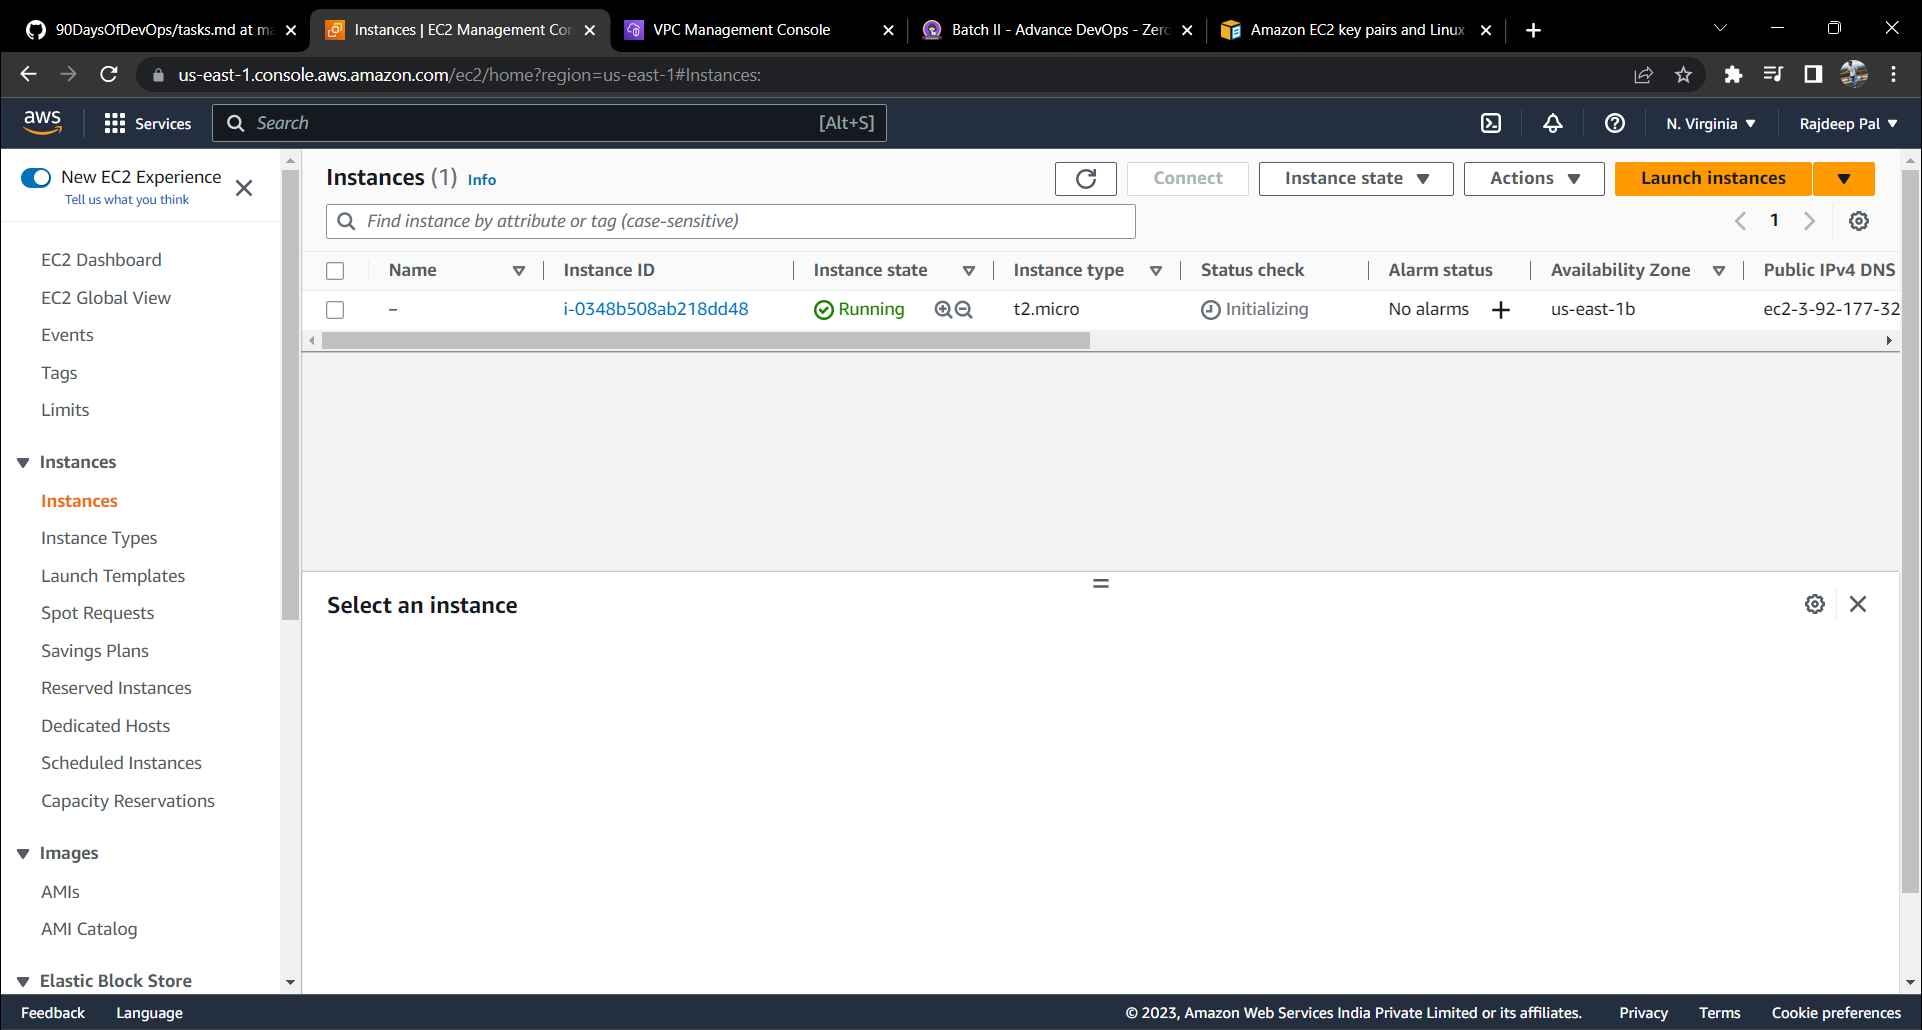 90DaysOfDevOps/tasks.md at ma
Instances | EC2 Management Con
VPC Management Console
Batch II - Advance DevOps - Zero
Amazon EC2 key pairs and Linux
us-east-1.console.aws.amazon.com/ec2/home?region=us-east-1#Instances:
aws
Services
Search
[Alt+S]
N. Virginia
Rajdeep Pal
New EC2 Experience
Tell us what you think
EC2 Dashboard
EC2 Global View
Events
Tags
Limits
Instances
Instances
Instance Types
Launch Templates
Spot Requests
Savings Plans
Reserved Instances
Dedicated Hosts
Scheduled Instances
Capacity Reservations
Images
AMIs
AMI Catalog
Elastic Block Store
Instances (1) Info
Connect
Instance state
Actions
Launch instances
Find instance by attribute or tag (case-sensitive)
1
Name Instance ID Instance state Instance type Status check Alarm status Availability Zone Public IPv4 DNS
– i-0348b508ab218dd48 Running t2.micro Initializing No alarms us-east-1b ec2-3-92-177-32
Select an instance
Feedback Language © 2023, Amazon Web Services India Private Limited or its affiliates. Privacy Terms Cookie preferences